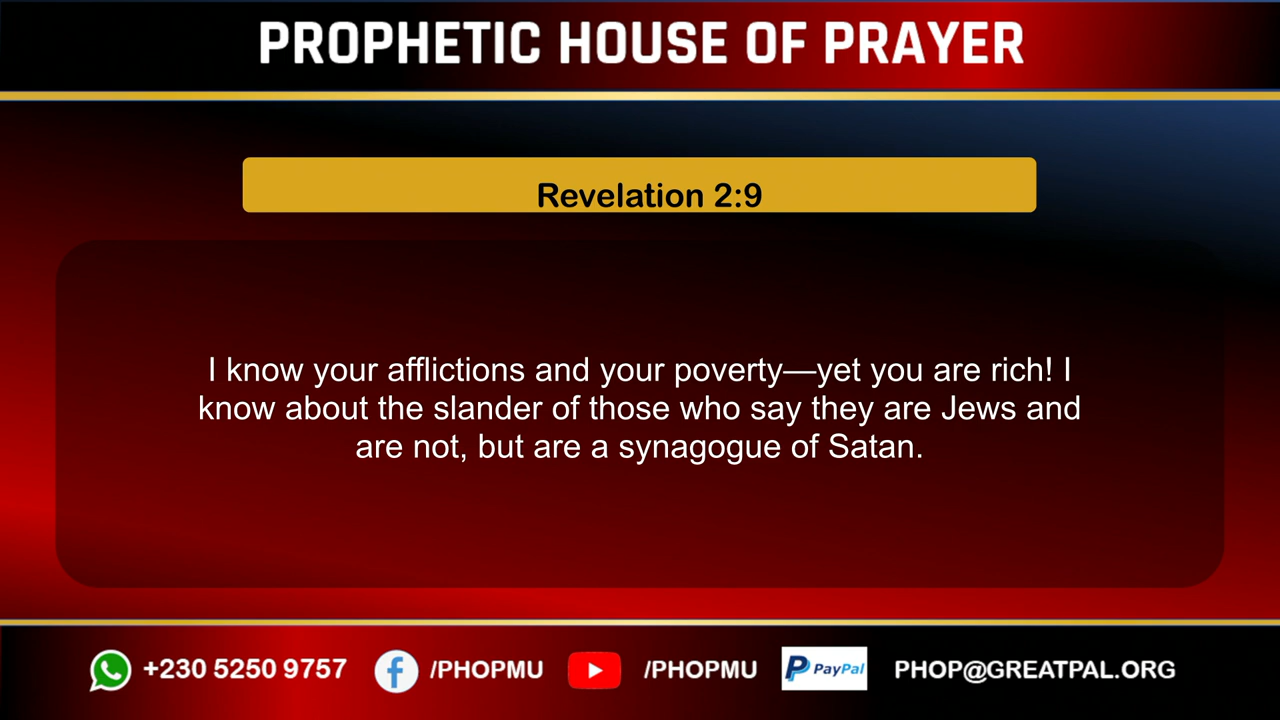 PROPHETIC HOUSE OF PRAYER
Revelation 2:9
I know your afflictions and your poverty—yet you are rich! I
know about the slander of those who say they are Jews and
are not, but are a synagogue of Satan.
+230 5250 9757 /PHOPMU /PHOPMU PayPal PHOP@GREATPAL.ORG